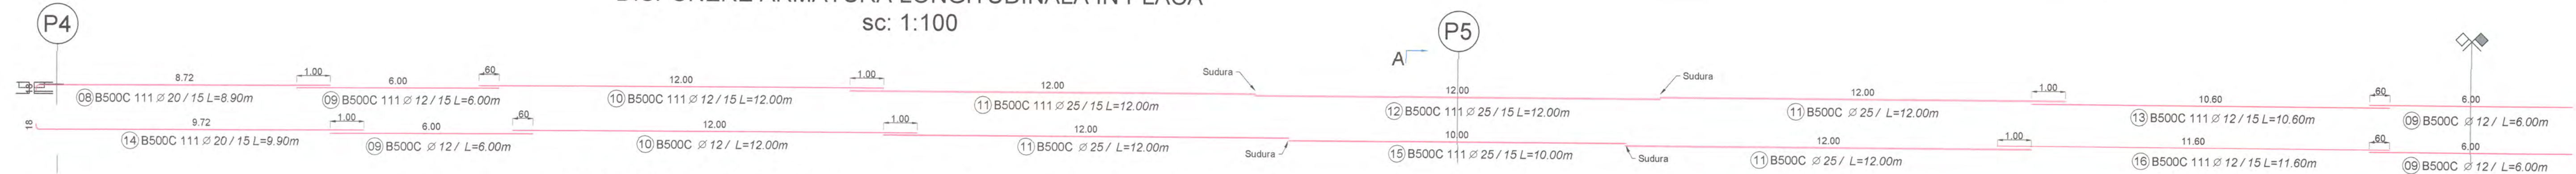 sc: 1:100
P4
P5
A
8.72
1.00
6.00
.60
12.00
1.00
12.00
Sudura
12.00
Sudura
12.00
1.00
10.60
.60
6.00
18
08 B500C 111 Ø 20 / 15 L=8.90m
09 B500C 111 Ø 12 / 15 L=6.00m
10 B500C 111 Ø 12 / 15 L=12.00m
11 B500C 111 Ø 25 / 15 L=12.00m
12 B500C 111 Ø 25 / 15 L=12.00m
11 B500C Ø 25 / L=12.00m
13 B500C 111 Ø 12 / 15 L=10.60m
09 B500C Ø 12 / L=6.00m
18
9.72
1.00
6.00
.60
12.00
1.00
12.00
Sudura
10.00
Sudura
12.00
1.00
11.60
.60
6.00
14 B500C 111 Ø 20 / 15 L=9.90m
09 B500C Ø 12 / L=6.00m
10 B500C Ø 12 / L=12.00m
11 B500C Ø 25 / L=12.00m
15 B500C 111 Ø 25 / 15 L=10.00m
11 B500C Ø 25 / L=12.00m
16 B500C 111 Ø 12 / 15 L=11.60m
09 B500C Ø 12 / L=6.00m